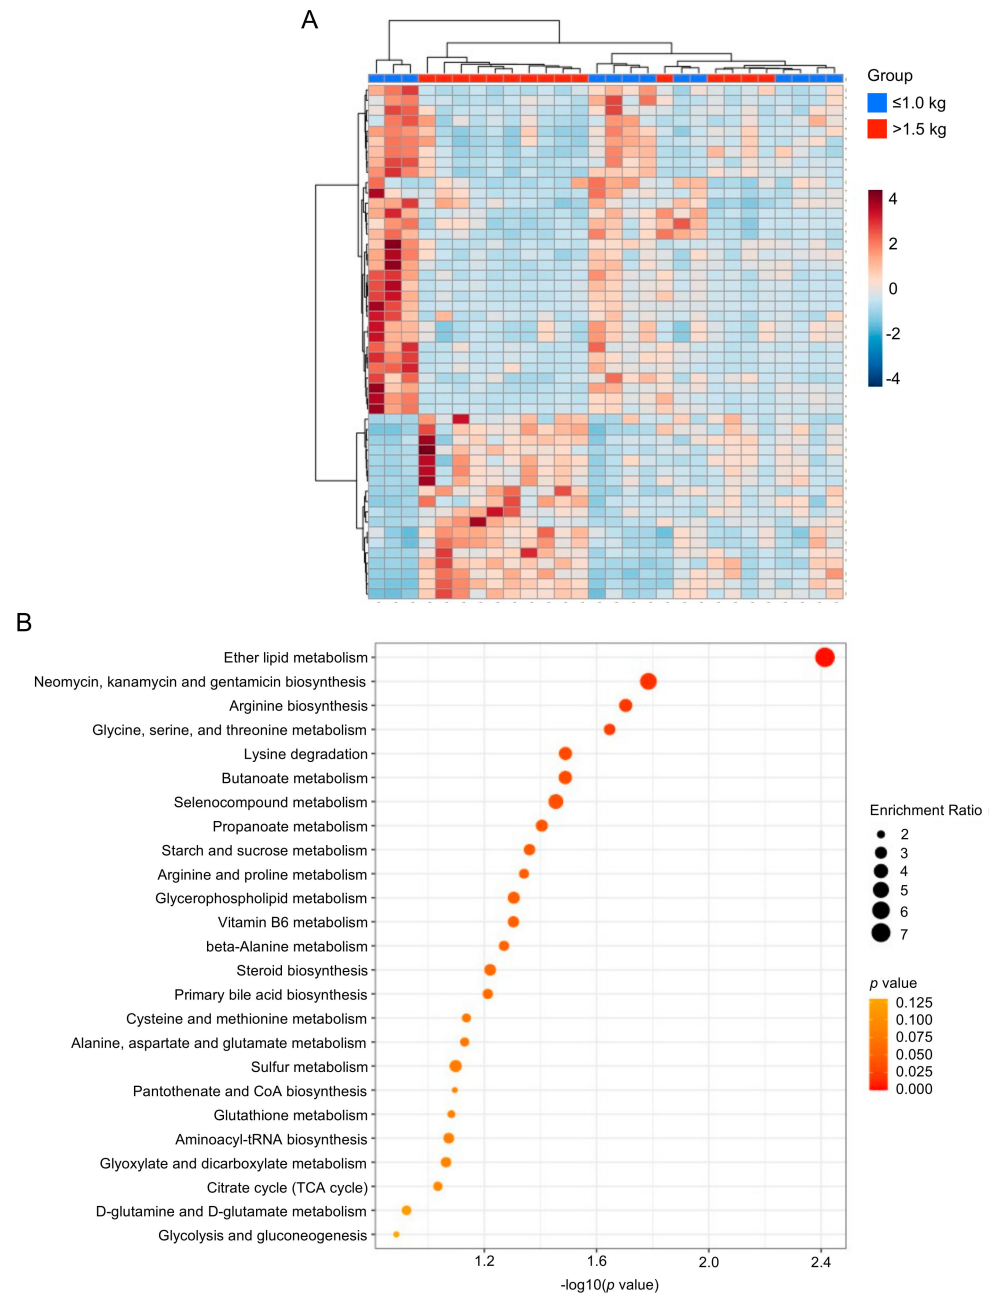 A
Group
≤1.0 kg
>1.5 kg
4
2
0
-2
-4
B
Ether lipid metabolism
Neomycin, kanamycin and gentamicin biosynthesis
Arginine biosynthesis
Glycine, serine, and threonine metabolism
Lysine degradation
Butanoate metabolism
Selenocompound metabolism
Propanoate metabolism
Starch and sucrose metabolism
Arginine and proline metabolism
Glycerophospholipid metabolism
Vitamin B6 metabolism
beta-Alanine metabolism
Steroid biosynthesis
Primary bile acid biosynthesis
Cysteine and methionine metabolism
Alanine, aspartate and glutamate metabolism
Sulfur metabolism
Pantothenate and CoA biosynthesis
Glutathione metabolism
Aminoacyl-tRNA biosynthesis
Glyoxylate and dicarboxylate metabolism
Citrate cycle (TCA cycle)
D-glutamine and D-glutamate metabolism
Glycolysis and gluconeogenesis
1.2 1.6 2.0 2.4
-log10(p value)
Enrichment Ratio
2
3
4
5
6
7
p value
0.125
0.100
0.075
0.050
0.025
0.000